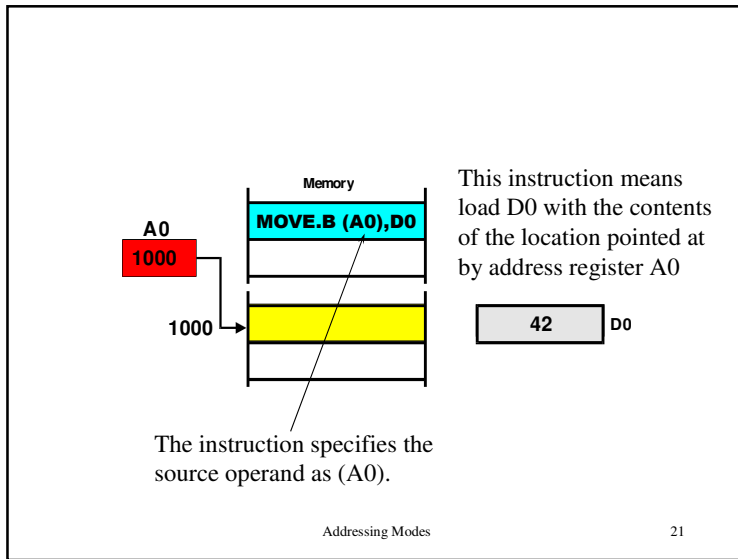 Memory
MOVE.B (A0),D0
This instruction means
load D0 with the contents
of the location pointed at
by address register A0
A0
1000
1000
42
D0
The instruction specifies the
source operand as (A0).
Addressing Modes
21